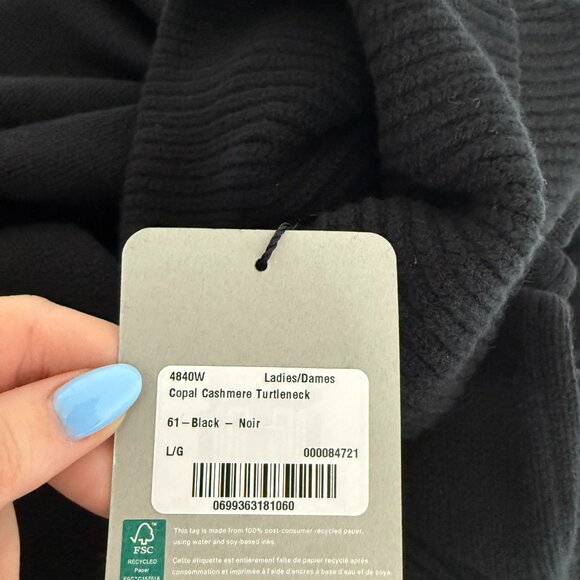 4840W Ladies/Dames
Copal Cashmere Turtleneck
61-Black - Noir
L/G 000084721
0699363181060
This tag is made from 100% post-consumer recycled paper,
using water and soy-based inks.
Cette étiquette est entièrement faite de papier recyclé
après consommation et imprimée à l'aide d'encres à base d'eau et de soya.
FSC
RECYCLED
Paper